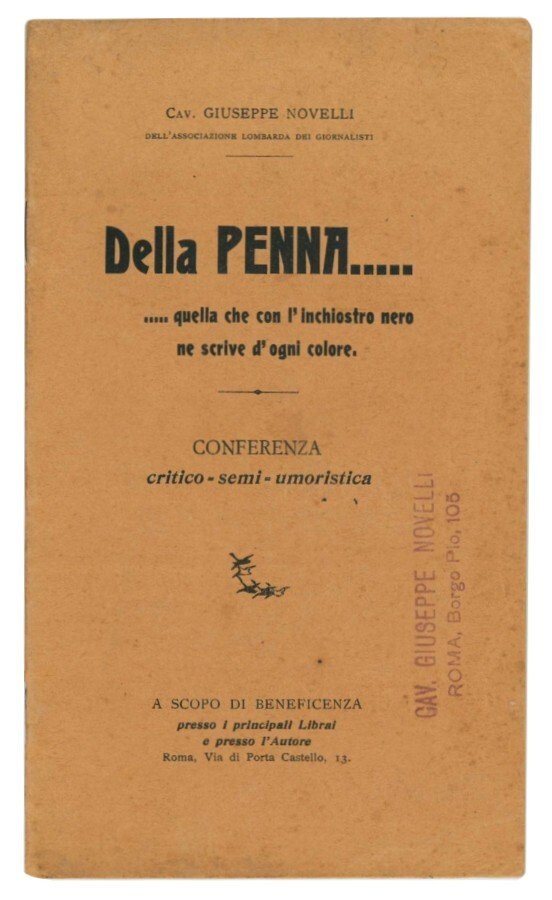 CAV. GIUSEPPE NOVELLI
DELL'ASSOCIAZIONE LOMBARDA DEI GIORNALISTI
Della PENNA.....
..... quella che con l'inchiostro nero
ne scrive d'ogni colore.
CONFERENZA
critico-semi-umoristica
A SCOPO DI BENEFICENZA
presso i principali Librai
e presso l'Autore
Roma, Via di Porta Castello, 13.
CAV. GIUSEPPE NOVELLI
ROMA, Borgo Pio, 105